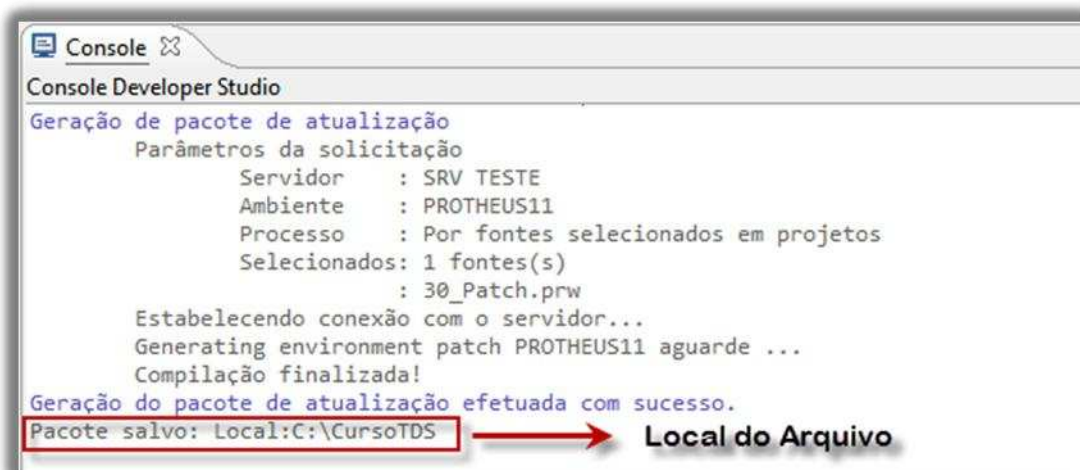 Console
Console Developer Studio
Geração de pacote de atualização
Parâmetros da solicitação
Servidor : SRV TESTE
Ambiente : PROTHEUS11
Processo : Por fontes selecionados em projetos
Selecionados: 1 fontes(s)
: 30_Patch.prw
Estabelecendo conexão com o servidor...
Generating environment patch PROTHEUS11 aguarde ...
Compilação finalizada!
Geração do pacote de atualização efetuada com sucesso.
Pacote salvo: Local:C:\CursoTDS Local do Arquivo